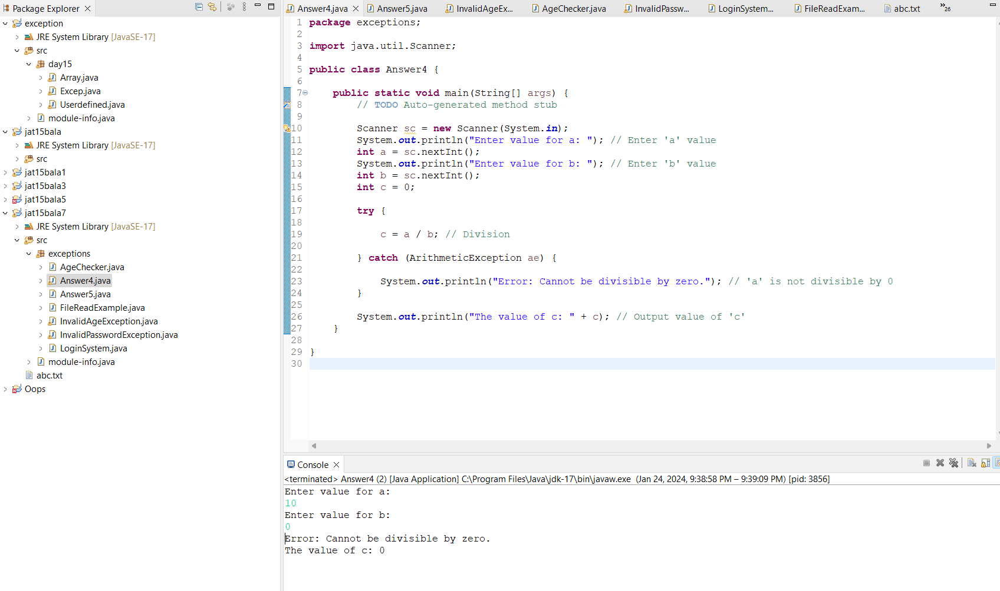 Package Explorer
exception
JRE System Library [JavaSE-17]
src
day15
Array.java
Excep.java
Userdefined.java
module-info.java
jat15bala
JRE System Library [JavaSE-17]
src
jat15bala1
jat15bala3
jat15bala5
jat15bala7
JRE System Library [JavaSE-17]
src
exceptions
AgeChecker.java
Answer4.java
Answer5.java
FileReadExample.java
InvalidAgeException.java
InvalidPasswordException.java
LoginSystem.java
module-info.java
abc.txt
Oops
Answer4.java Answer5.java InvalidAgeEx... AgeChecker.java InvalidPassw... LoginSystem... FileReadExam... abc.txt »26
1 package exceptions;
2
3 import java.util.Scanner;
4
5 public class Answer4 {
6
7 public static void main(String[] args) {
8 // TODO Auto-generated method stub
9
10 Scanner sc = new Scanner(System.in);
11 System.out.println("Enter value for a: "); // Enter 'a' value
12 int a = sc.nextInt();
13 System.out.println("Enter value for b: "); // Enter 'b' value
14 int b = sc.nextInt();
15 int c = 0;
16
17 try {
18
19 c = a / b; // Division
20
21 } catch (ArithmeticException ae) {
22
23 System.out.println("Error: Cannot be divisible by zero."); // 'a' is not divisible by 0
24 }
25
26 System.out.println("The value of c: " + c); // Output value of 'c'
27 }
28
29 }
30
Console
<terminated> Answer4 (2) [Java Application] C:\Program Files\Java\jdk-17\bin\javaw.exe (Jan 24, 2024, 9:38:58 PM – 9:39:09 PM) [pid: 3856]
Enter value for a:
10
Enter value for b:
0
Error: Cannot be divisible by zero.
The value of c: 0